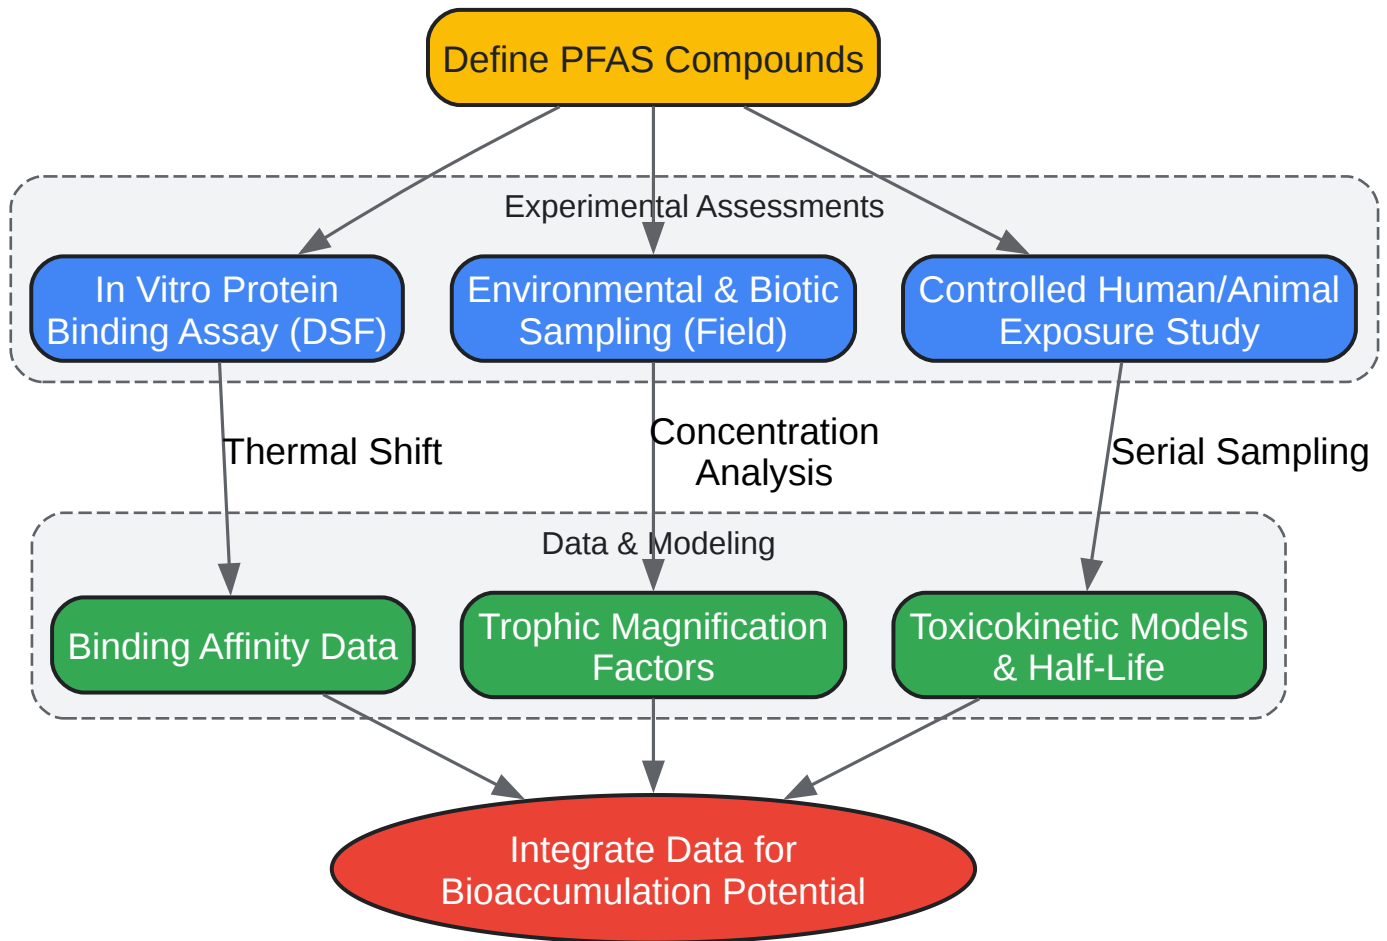 Define PFAS Compounds
Experimental Assessments
In Vitro Protein
Binding Assay (DSF)
Environmental & Biotic
Sampling (Field)
Controlled Human/Animal
Exposure Study
Thermal Shift
Concentration
Analysis
Serial Sampling
Data & Modeling
Binding Affinity Data
Trophic Magnification
Factors
Toxicokinetic Models
& Half-Life
Integrate Data for
Bioaccumulation Potential